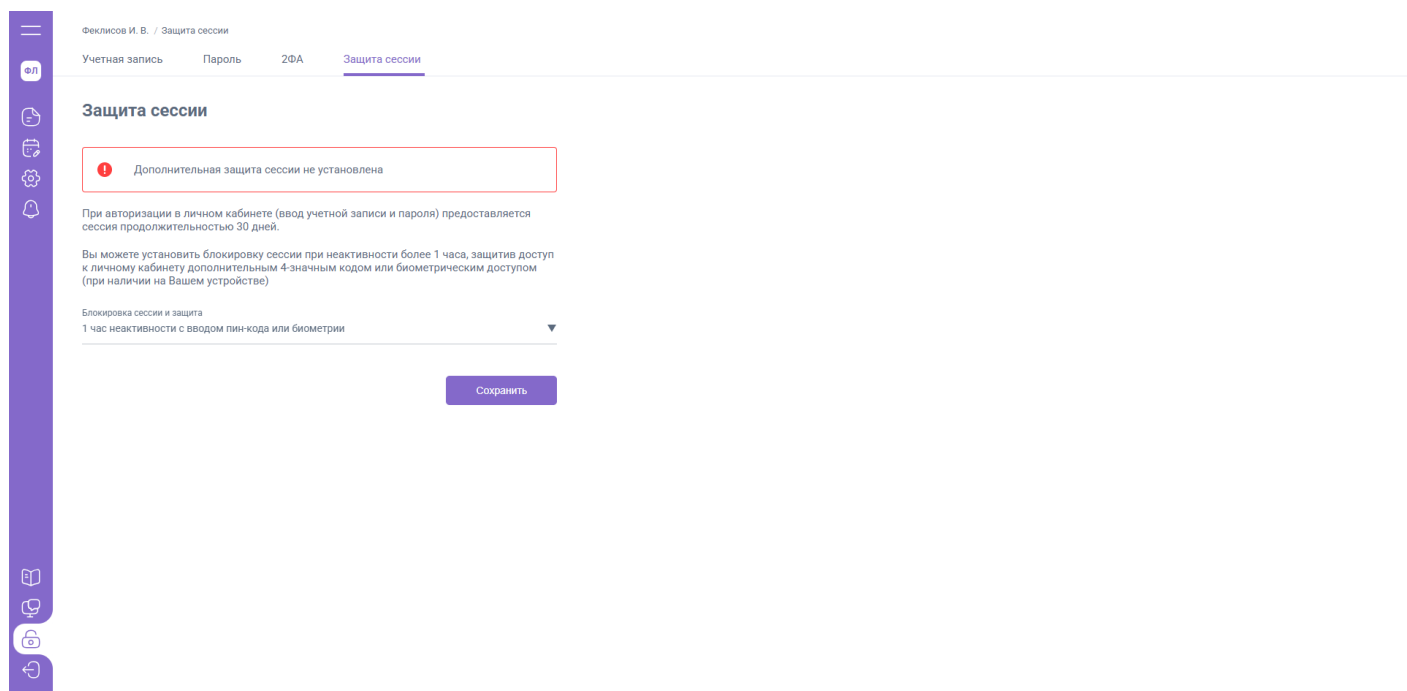 Феклисов И. В. / Защита сессии
Учетная запись Пароль 2ФА Защита сессии
ФЛ
Защита сессии
Дополнительная защита сессии не установлена
При авторизации в личном кабинете (ввод учетной записи и пароля) предоставляется
сессия продолжительностью 30 дней.
Вы можете установить блокировку сессии при неактивности более 1 часа, защитив доступ
к личному кабинету дополнительным 4-значным кодом или биометрическим доступом
(при наличии на Вашем устройстве)
Блокировка сессии и защита
1 час неактивности с вводом пин-кода или биометрии
Сохранить